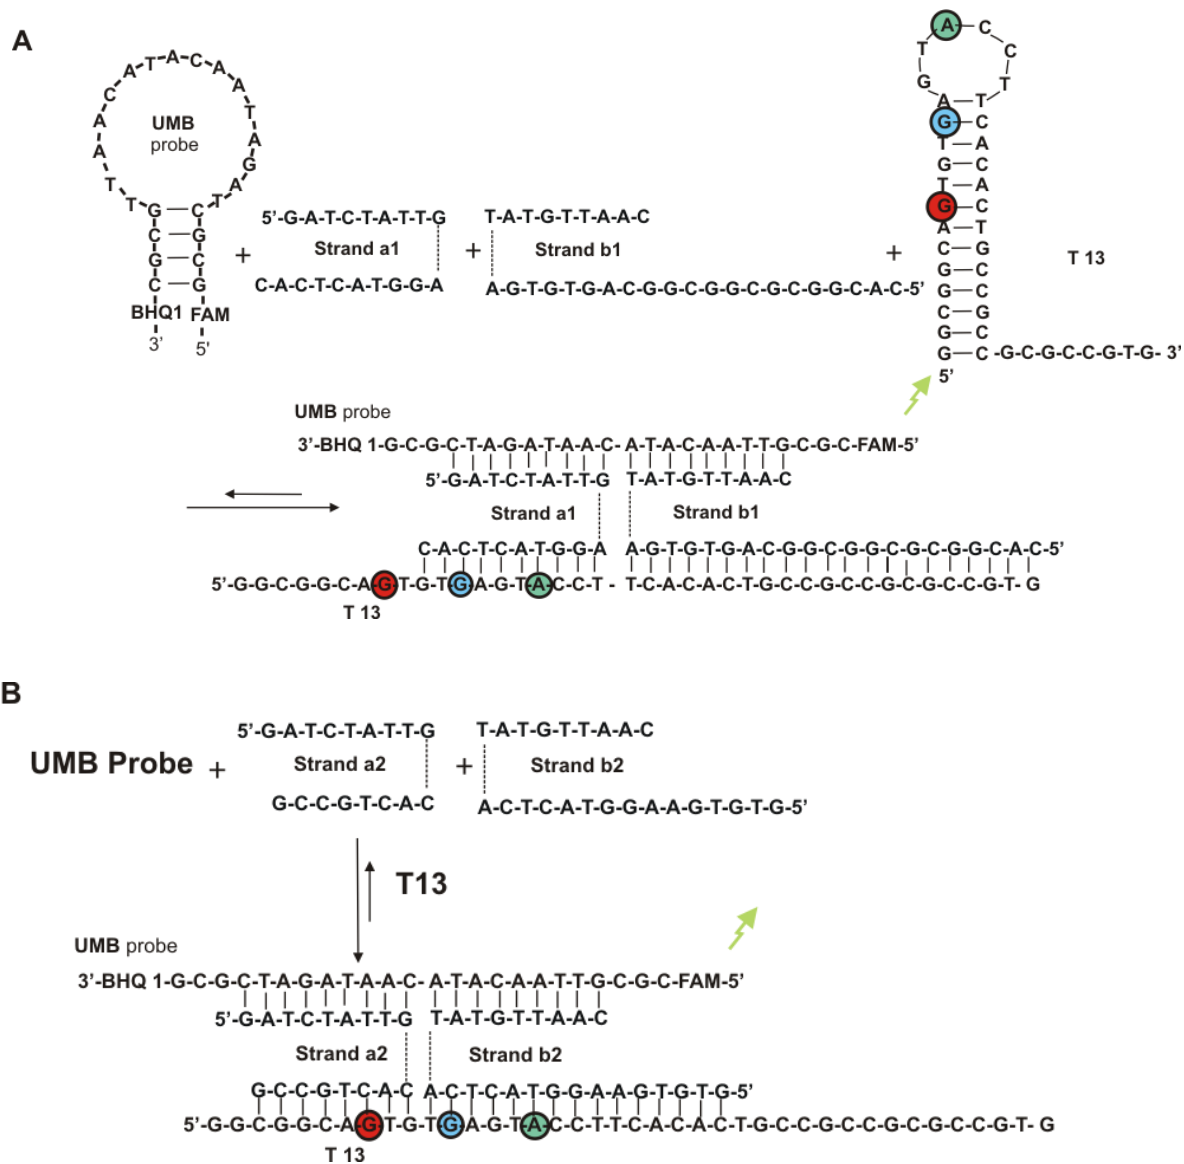 A
T-T-A-A-C-A-T-A-C-A-A-T-A-G-A-T
UMB
probe
G-C
C G
G-C
C G
BHQ1 FAM
3' 5'
+
5'-G-A-T-C-T-A-T-T-G
Strand a1
C-A-C-T-C-A-T-G-G-A
+
T-A-T-G-T-T-A-A-C
Strand b1
A-G-T-G-T-G-A-C-G-G-C-G-G-C-G-C-G-G-C-A-C-5'
+
G T A C C T
A-T
G-C
T-A
G-C
T-A
G-C
A-T
C-G
G-C
G-C
C-G
G-C
G-C-G-C-G-C-C-G-T-G- 3'
5'
T 13
UMB probe
3'-BHQ 1-G-C-G-C-T-A-G-A-T-A-A-C-A-T-A-C-A-A-T-T-G-C-G-C-FAM-5'
5'-G-A-T-C-T-A-T-T-G T-A-T-G-T-T-A-A-C
Strand a1 Strand b1
C-A-C-T-C-A-T-G-G-A A-G-T-G-T-G-A-C-G-G-C-G-G-C-G-C-G-G-C-A-C-5'
5'-G-G-C-G-G-C-A-G-T-G-T-G-A-G-T-A-C-C-T - T-C-A-C-A-C-T-G-C-C-G-C-C-G-C-G-C-C-G-T- G
T 13
B
UMB Probe +
5'-G-A-T-C-T-A-T-T-G
Strand a2
G-C-C-G-T-C-A-C
+
T-A-T-G-T-T-A-A-C
Strand b2
A-C-T-C-A-T-G-G-A-A-G-T-G-T-G-5'
T13
UMB probe
3'-BHQ 1-G-C-G-C-T-A-G-A-T-A-A-C-A-T-A-C-A-A-T-T-G-C-G-C-FAM-5'
5'-G-A-T-C-T-A-T-T-G T-A-T-G-T-T-A-A-C
Strand a2 Strand b2
G-C-C-G-T-C-A-C A-C-T-C-A-T-G-G-A-A-G-T-G-T-G-5'
5'-G-G-C-G-G-C-A-G-T-G-T-G-A-G-T-A-C-C-T-T-C-A-C-A-C-T-G-C-C-G-C-C-G-C-G-C-C-G-T- G
T 13